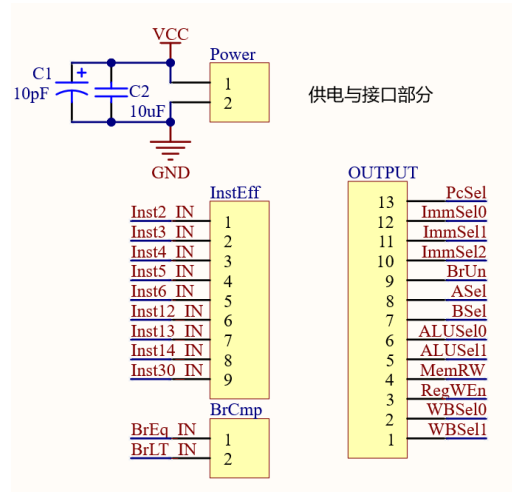 VCC
Power
C1
+
10pF
C2
10uF
1
2
供电与接口部分
GND
InstEff
Inst2_IN 1
Inst3_IN 2
Inst4_IN 3
Inst5_IN 4
Inst6_IN 5
Inst12_IN 6
Inst13_IN 7
Inst14_IN 8
Inst30_IN 9
BrCmp
BrEq_IN 1
BrLT_IN 2
OUTPUT
13 PcSel
12 ImmSel0
11 ImmSel1
10 ImmSel2
9 BrUn
8 ASel
7 BSel
6 ALUSel0
5 ALUSel1
4 MemRW
3 RegWEn
2 WBSel0
1 WBSel1